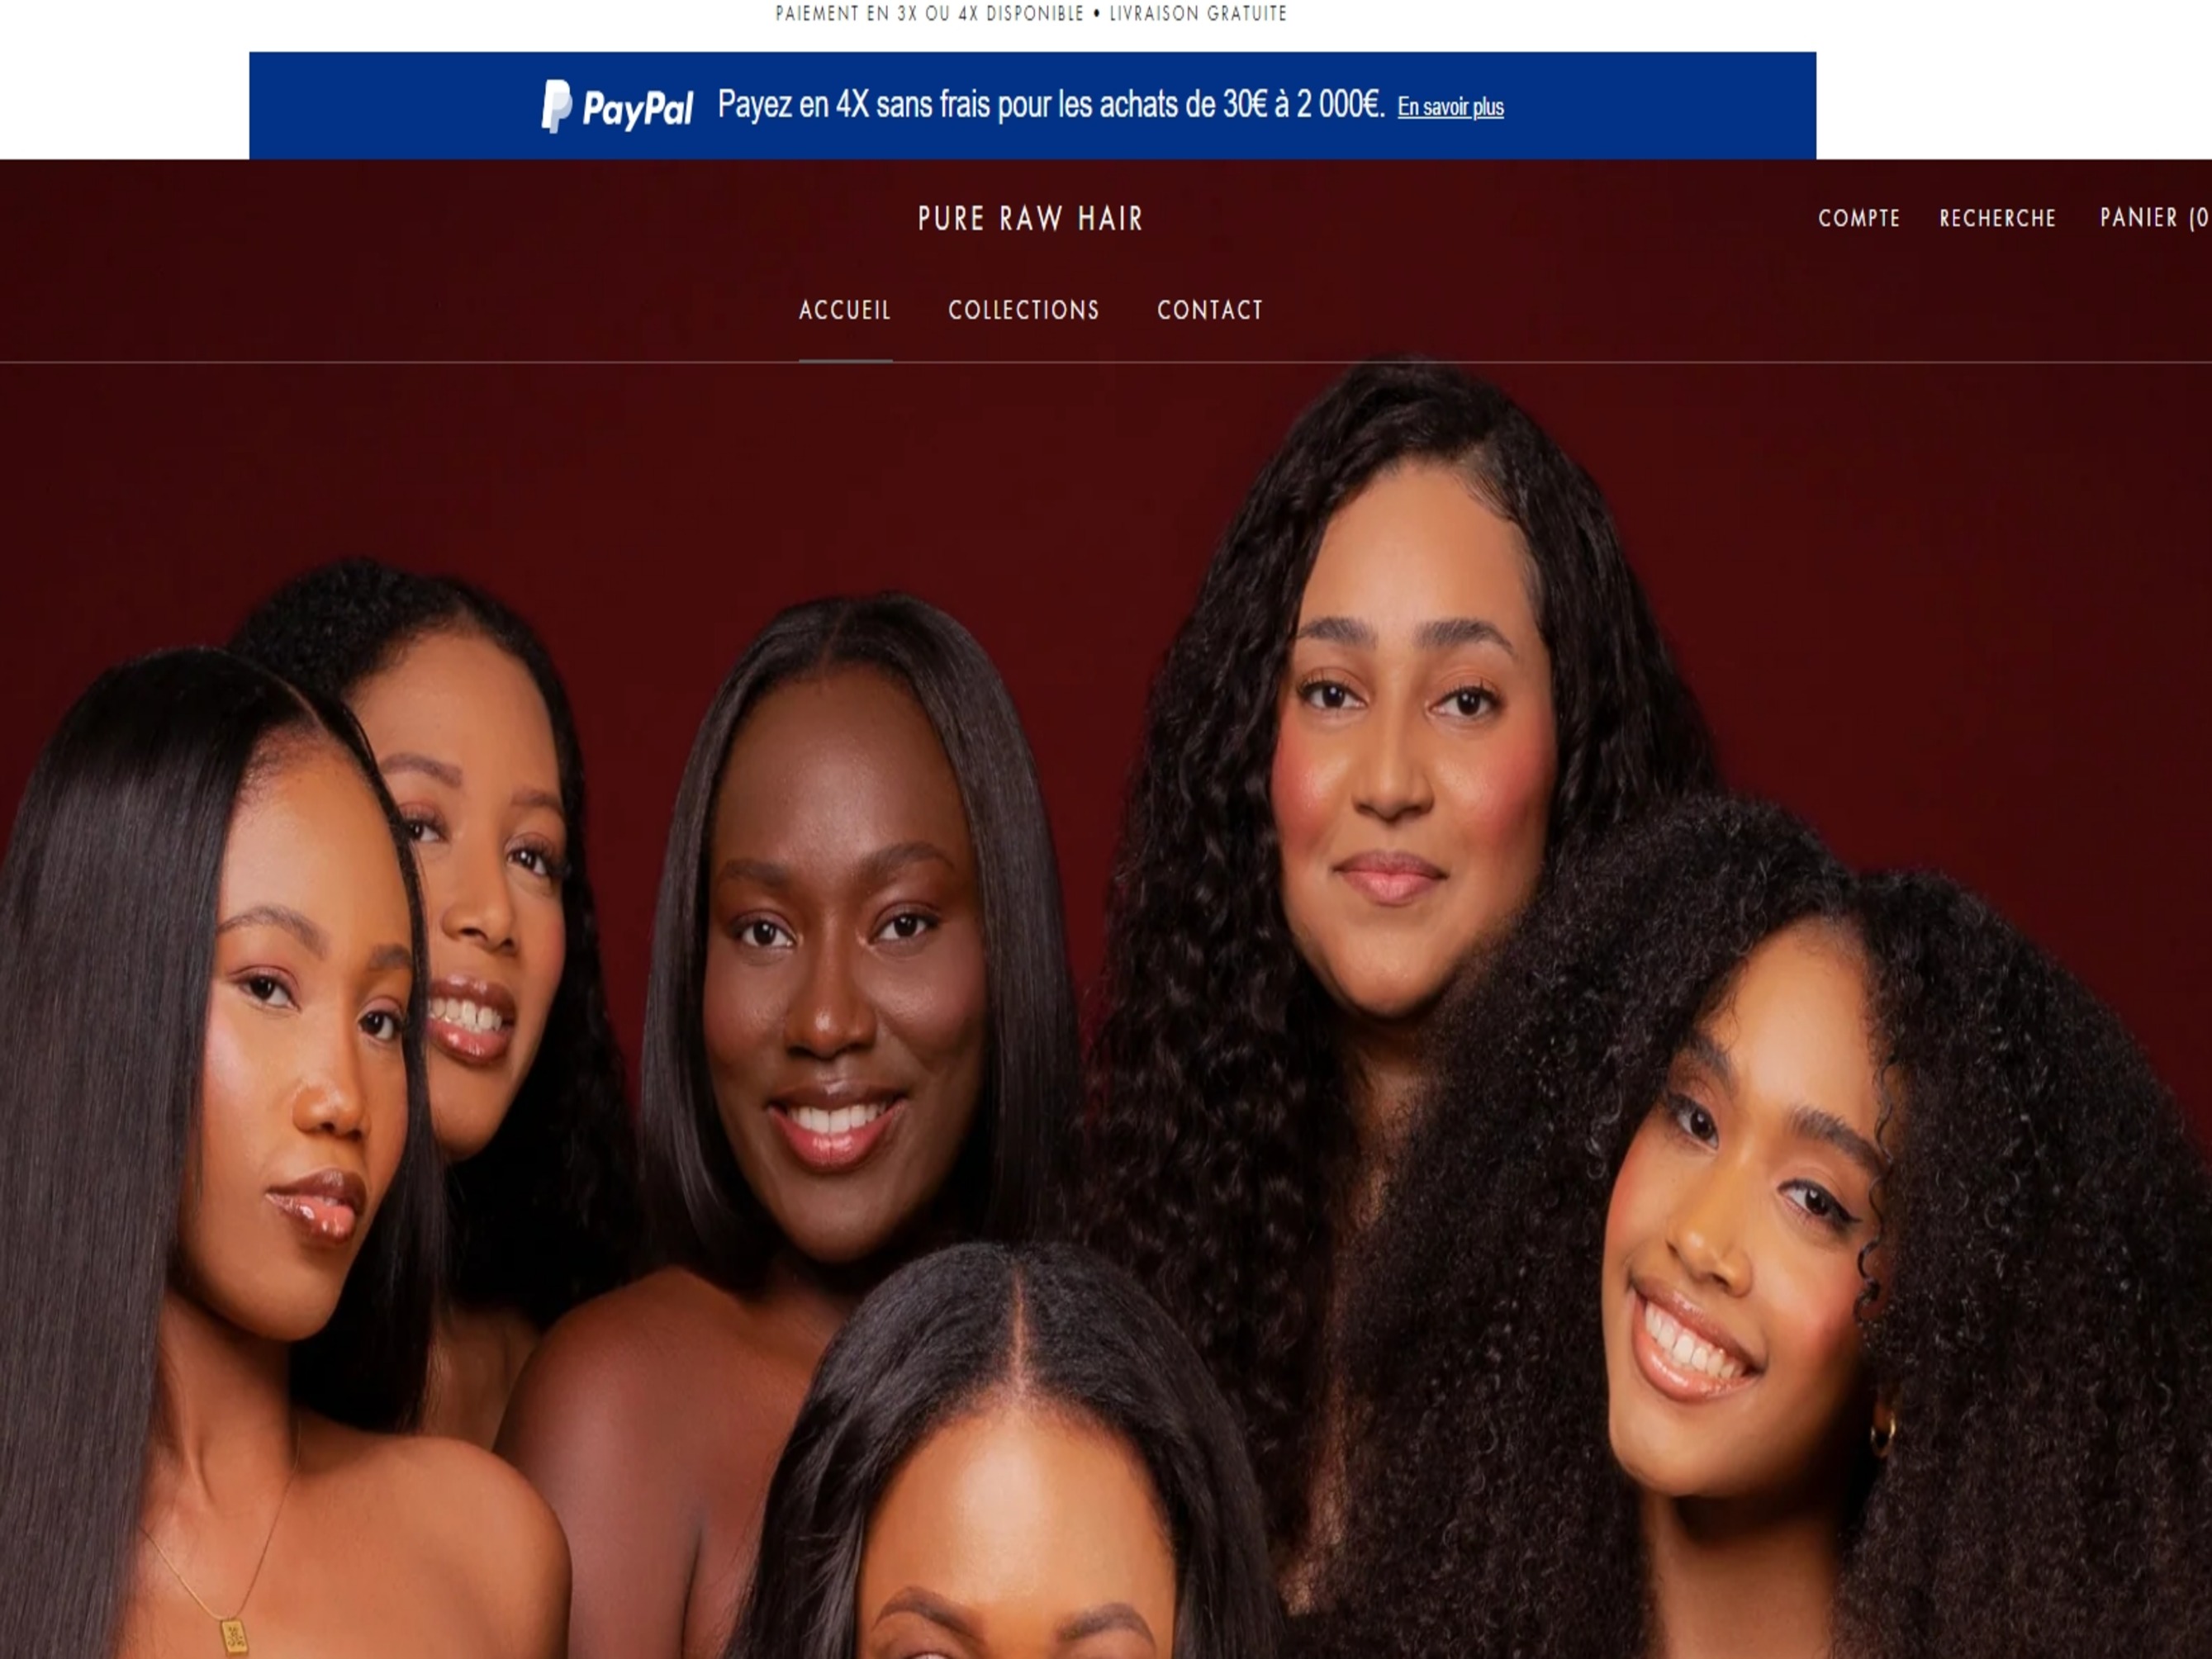 PAIEMENT EN 3X OU 4X DISPONIBLE • LIVRAISON GRATUITE
PayPal Payez en 4X sans frais pour les achats de 30€ à 2 000€. En savoir plus
PURE RAW HAIR
COMPTE RECHERCHE PANIER (0
ACCUEIL COLLECTIONS CONTACT